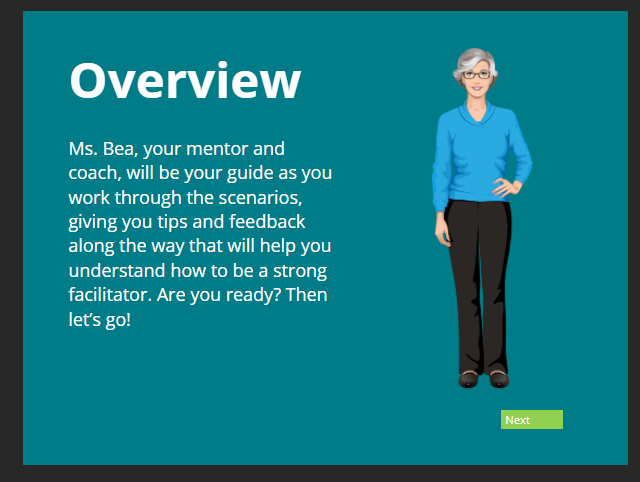 Overview
Ms. Bea, your mentor and
coach, will be your guide as you
work through the scenarios,
giving you tips and feedback
along the way that will help you
understand how to be a strong
facilitator. Are you ready? Then
let’s go!
Next